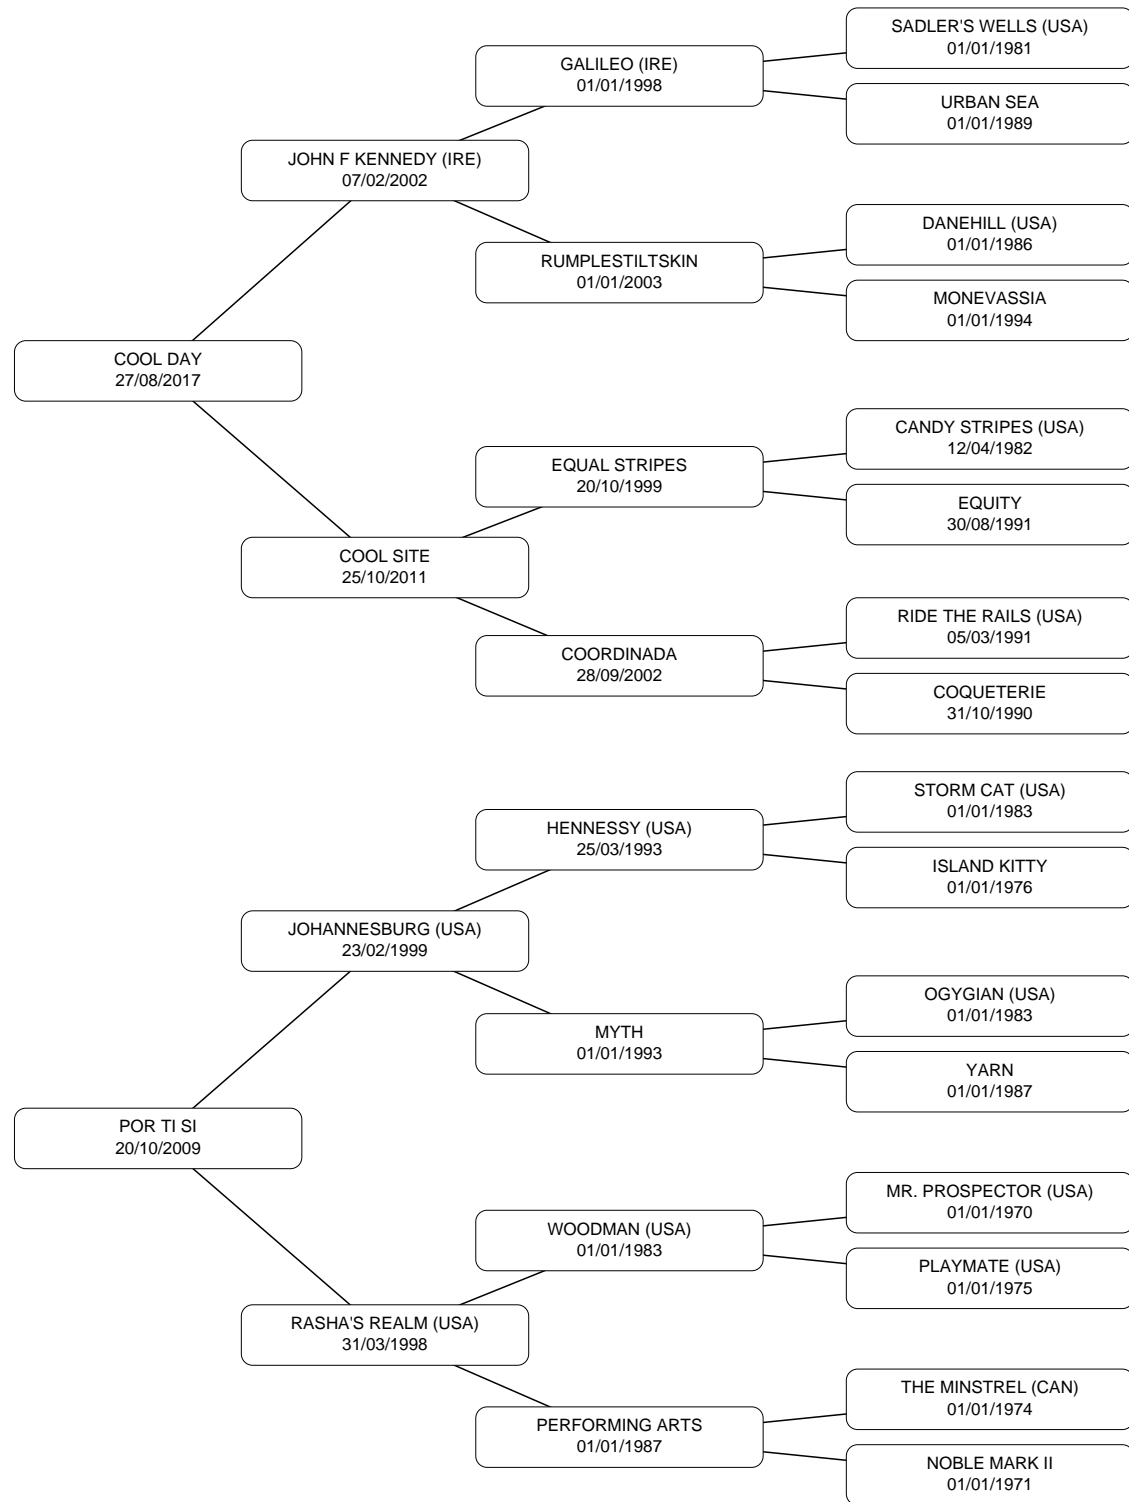 SADLER'S WELLS (USA)
01/01/1981
GALILEO (IRE)
01/01/1998
URBAN SEA
01/01/1989
JOHN F KENNEDY (IRE)
07/02/2002
DANEHILL (USA)
01/01/1986
RUMPLESTILTSKIN
01/01/2003
MONEVASSIA
01/01/1994
COOL DAY
27/08/2017
CANDY STRIPES (USA)
12/04/1982
EQUAL STRIPES
20/10/1999
EQUITY
30/08/1991
COOL SITE
25/10/2011
RIDE THE RAILS (USA)
05/03/1991
COORDINADA
28/09/2002
COQUETERIE
31/10/1990
STORM CAT (USA)
01/01/1983
HENNESSY (USA)
25/03/1993
ISLAND KITTY
01/01/1976
JOHANNESBURG (USA)
23/02/1999
OGYGIAN (USA)
01/01/1983
MYTH
01/01/1993
YARN
01/01/1987
POR TI SI
20/10/2009
MR. PROSPECTOR (USA)
01/01/1970
WOODMAN (USA)
01/01/1983
PLAYMATE (USA)
01/01/1975
RASHA'S REALM (USA)
31/03/1998
THE MINSTREL (CAN)
01/01/1974
PERFORMING ARTS
01/01/1987
NOBLE MARK II
01/01/1971